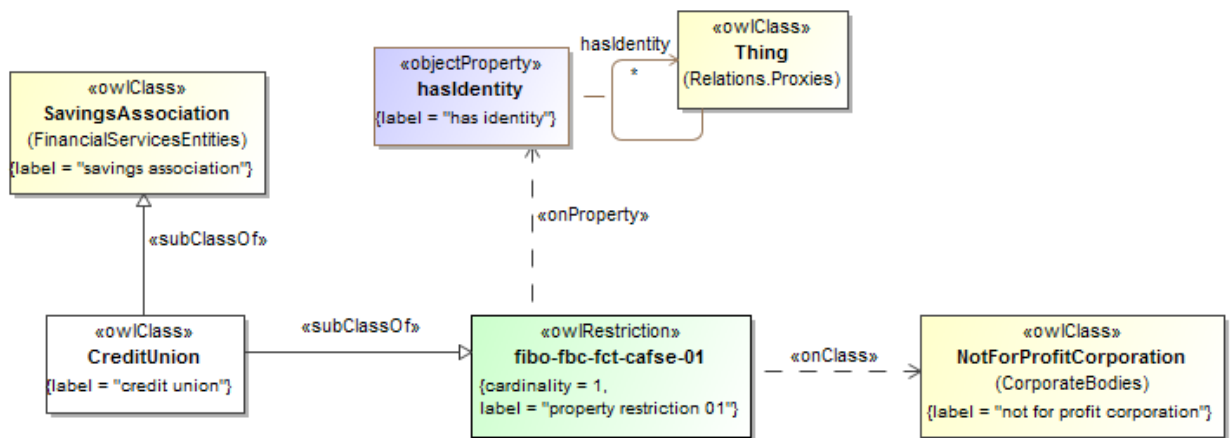 «owlClass»
SavingsAssociation
(FinancialServicesEntities)
{label = "savings association"}
«objectProperty»
hasIdentity
{label = "has identity"}
hasIdentity
*
«owlClass»
Thing
(Relations.Proxies)
«subClassOf»
«onProperty»
«owlClass»
CreditUnion
{label = "credit union"}
«subClassOf»
«owlRestriction»
fibo-fbc-fct-cafse-01
{cardinality = 1,
label = "property restriction 01"}
«onClass»
«owlClass»
NotForProfitCorporation
(CorporateBodies)
{label = "not for profit corporation"}